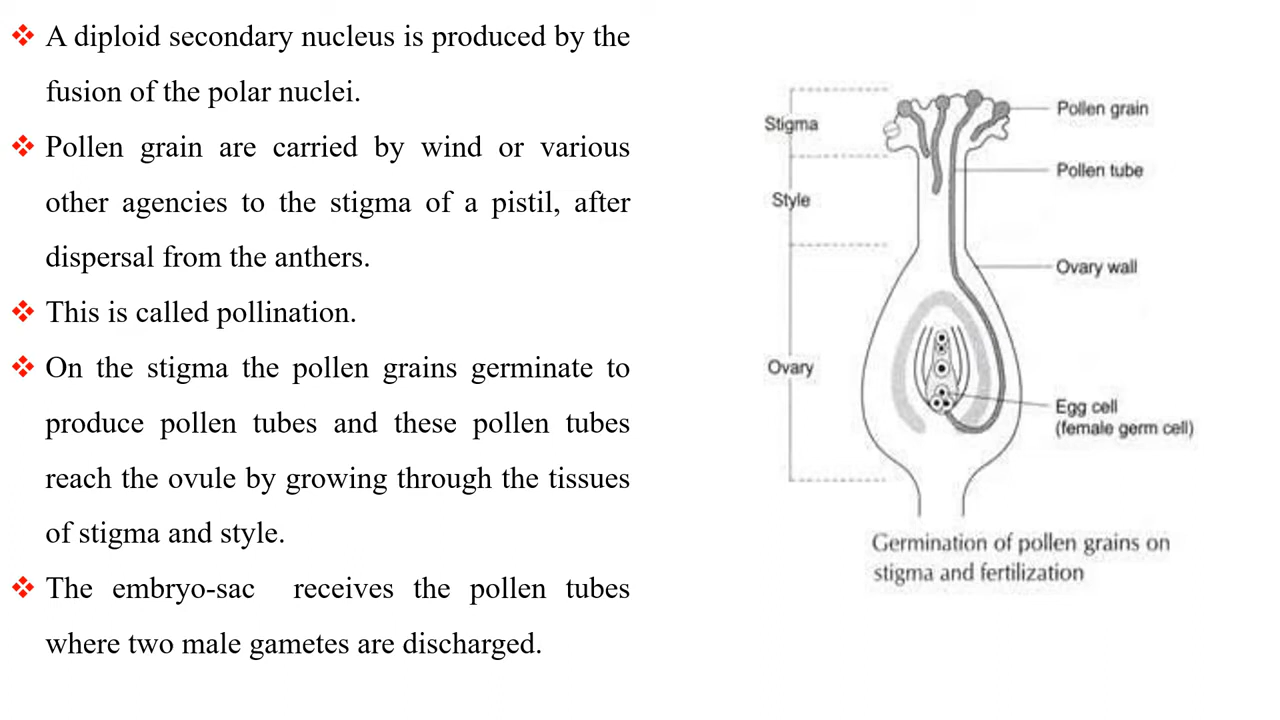 ❖ A diploid secondary nucleus is produced by the
fusion of the polar nuclei.
❖ Pollen grain are carried by wind or various
other agencies to the stigma of a pistil, after
dispersal from the anthers.
❖ This is called pollination.
❖ On the stigma the pollen grains germinate to
produce pollen tubes and these pollen tubes
reach the ovule by growing through the tissues
of stigma and style.
❖ The embryo-sac receives the pollen tubes
where two male gametes are discharged.
Stigma
Style
Ovary
Pollen grain
Pollen tube
Ovary wall
Egg cell
(female germ cell)
Germination of pollen grains on
stigma and fertilization